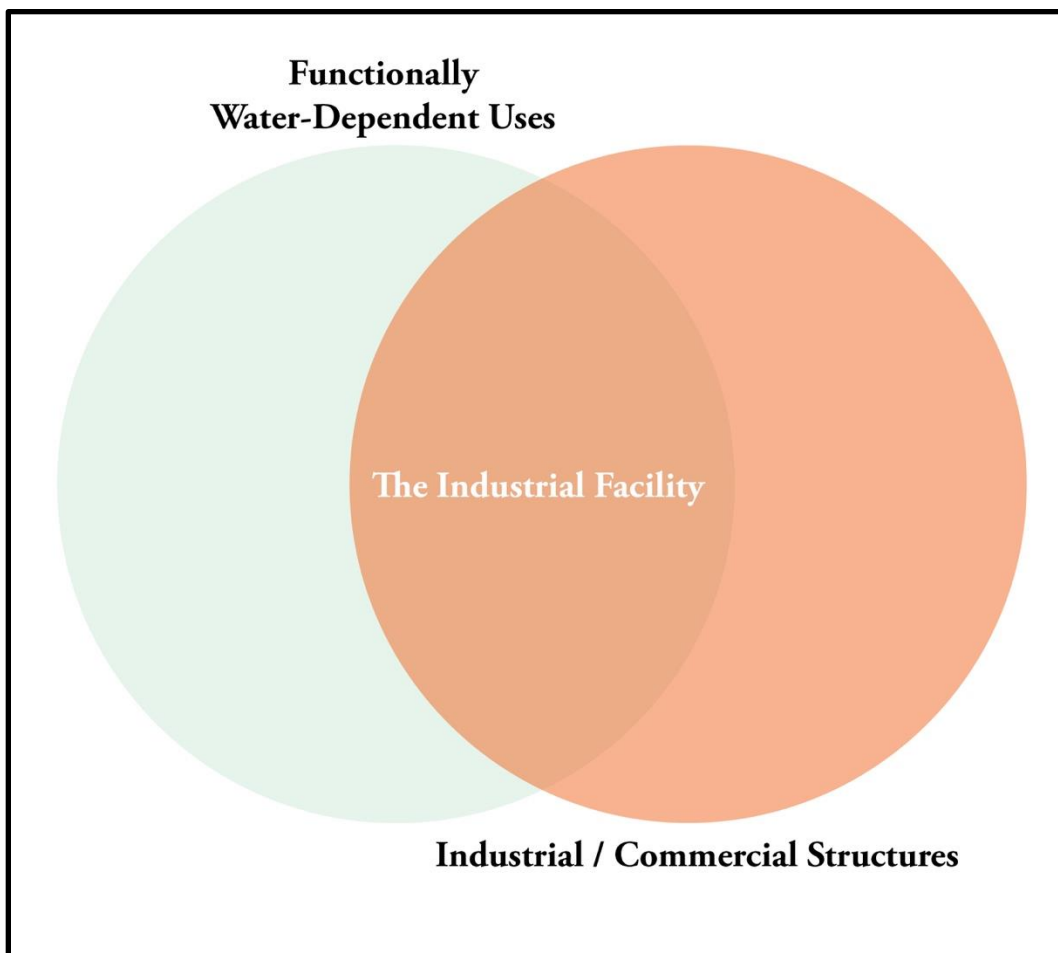 Functionally
Water-Dependent Uses
The Industrial Facility
Industrial / Commercial Structures